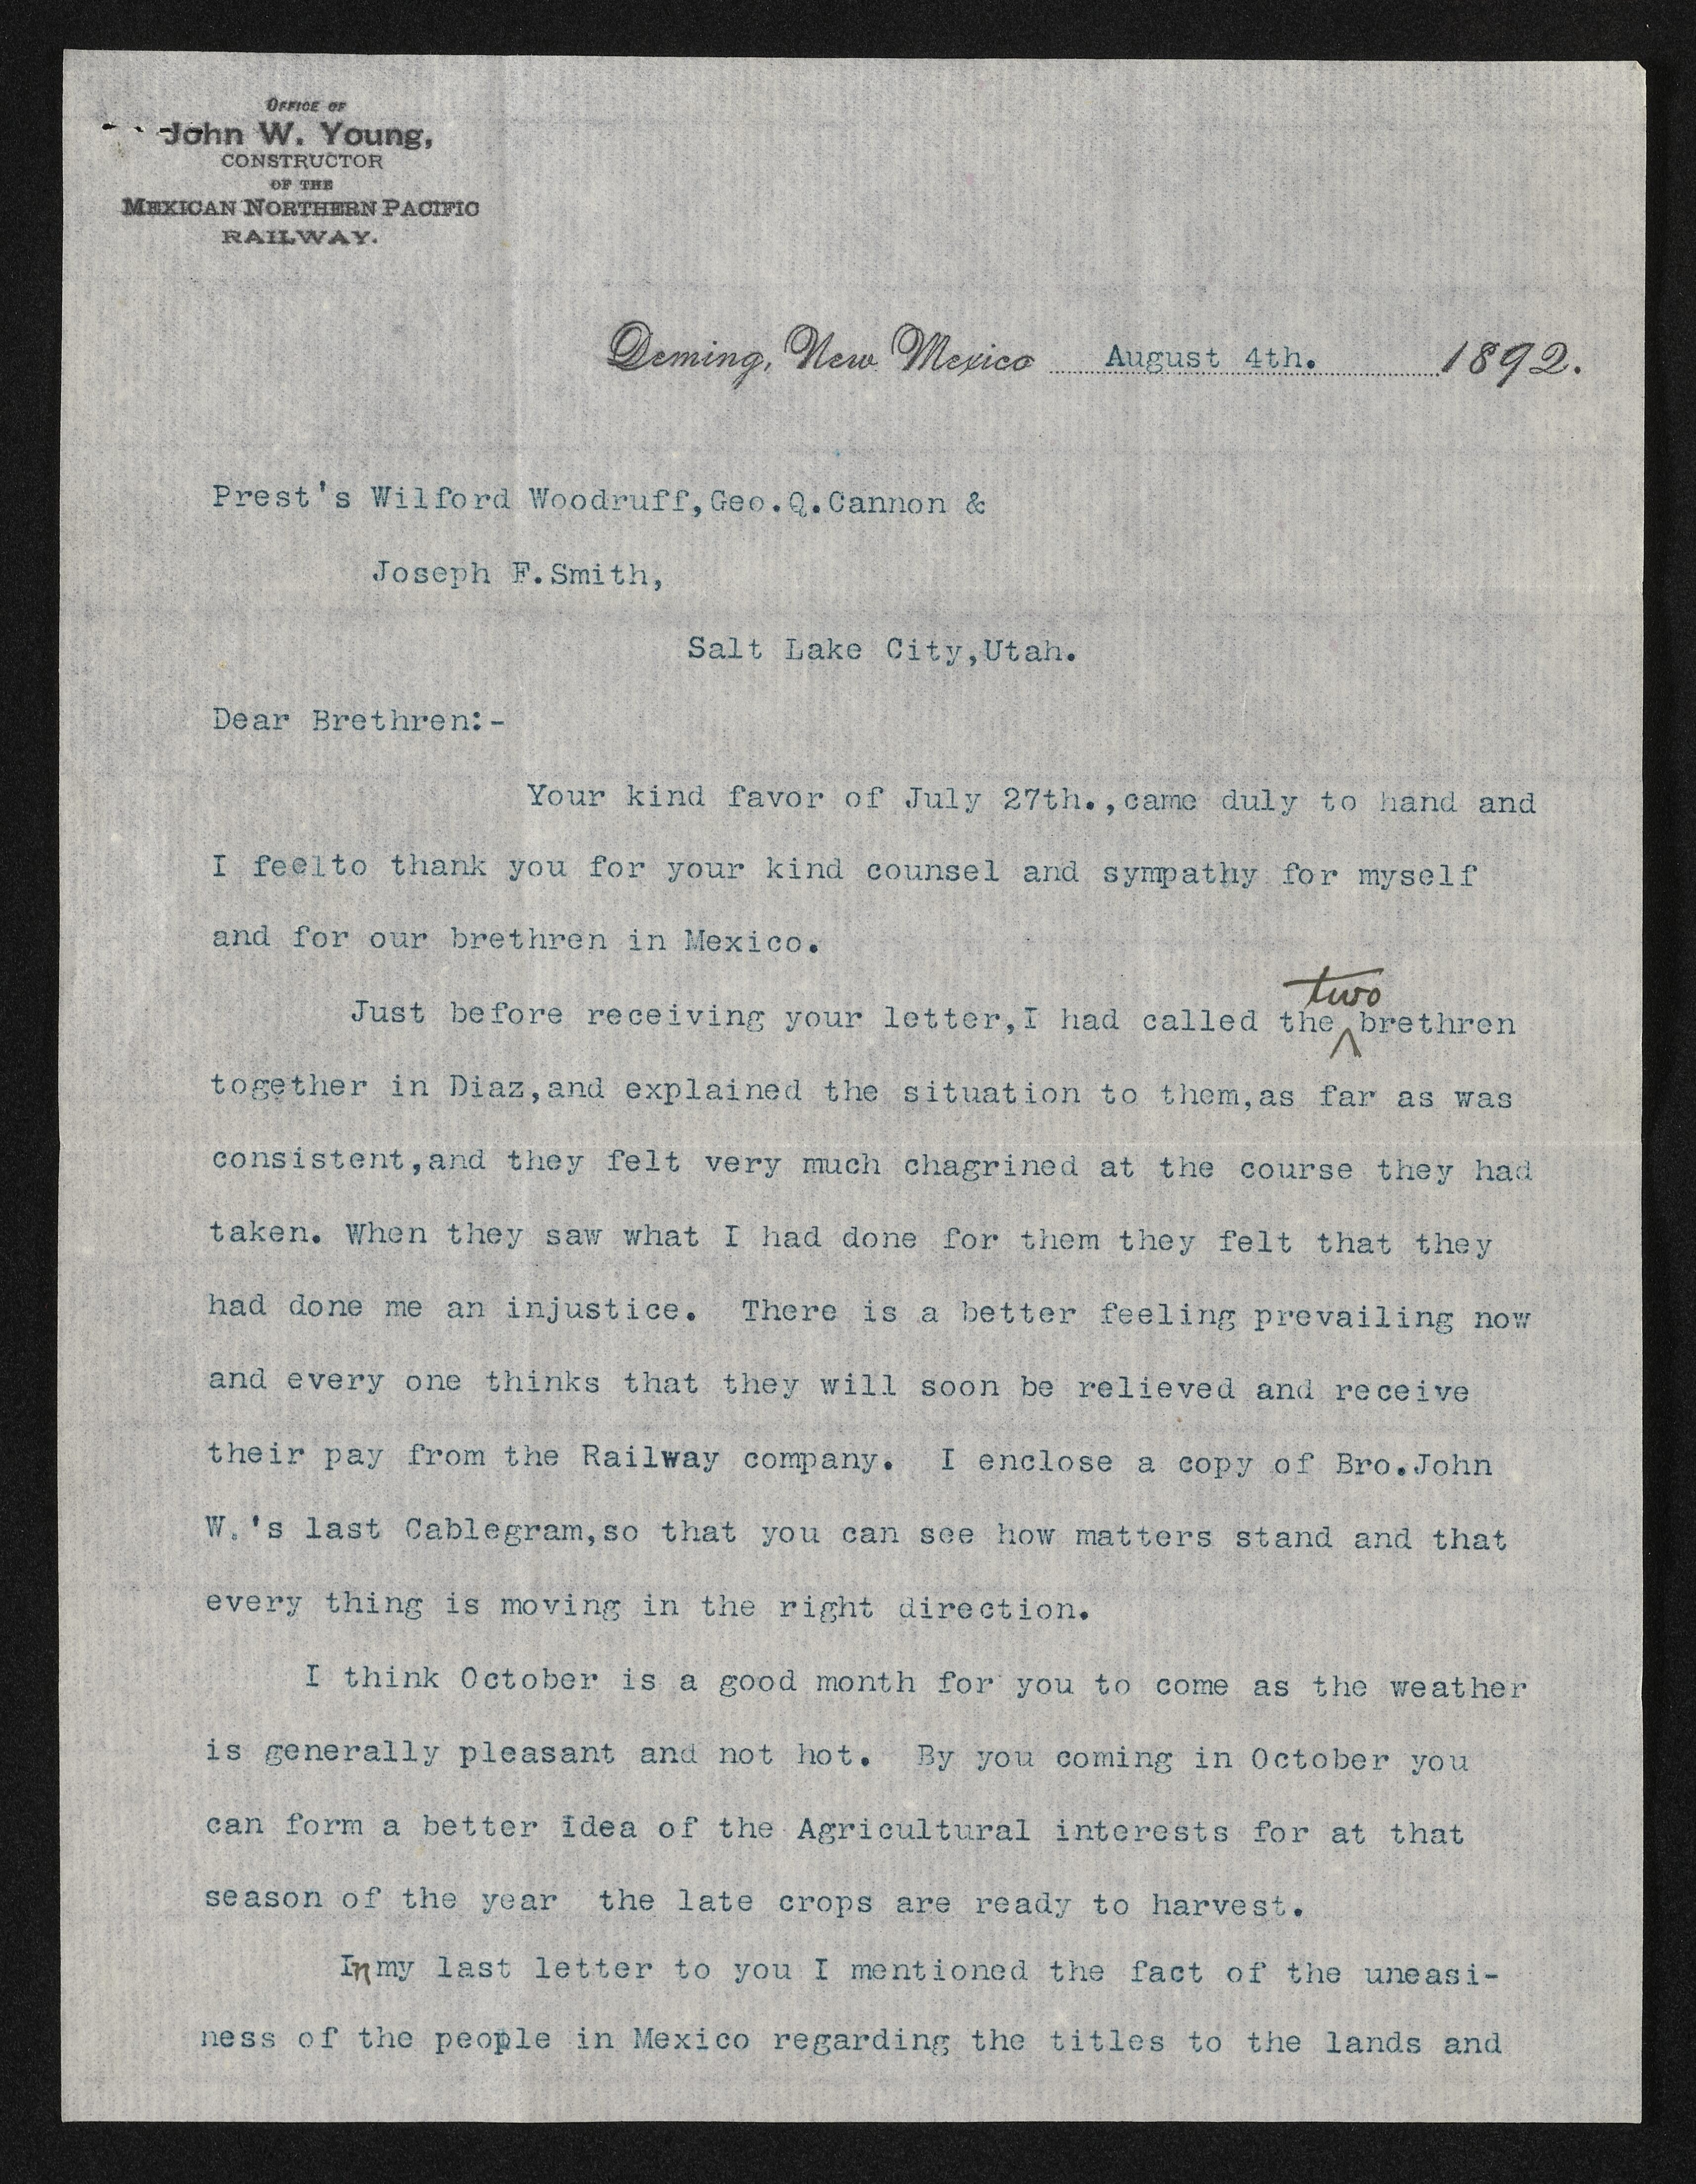 OFFICE OF
John W. Young,
CONSTRUCTOR
OF THE
MEXICAN NORTHERN PACIFIC
RAILWAY.
Deming, New Mexico August 4th. 1892.
Prest's Wilford Woodruff,Geo.Q.Cannon &
Joseph F.Smith,
Salt Lake City,Utah.
Dear Brethren:-
Your kind favor of July 27th.,came duly to hand and
I feelto thank you for your kind counsel and sympathy for myself
and for our brethren in Mexico.
two
Just before receiving your letter,I had called the ^ brethren
together in Diaz,and explained the situation to them,as far as was
consistent,and they felt very much chagrined at the course they had
taken. When they saw what I had done for them they felt that they
had done me an injustice. There is a better feeling prevailing now
and every one thinks that they will soon be relieved and receive
their pay from the Railway company. I enclose a copy of Bro.John
W.'s last Cablegram,so that you can see how matters stand and that
every thing is moving in the right direction.
I think October is a good month for you to come as the weather
is generally pleasant and not hot. By you coming in October you
can form a better idea of the Agricultural interests for at that
season of the year the late crops are ready to harvest.
In my last letter to you I mentioned the fact of the uneasi-
ness of the people in Mexico regarding the titles to the lands and